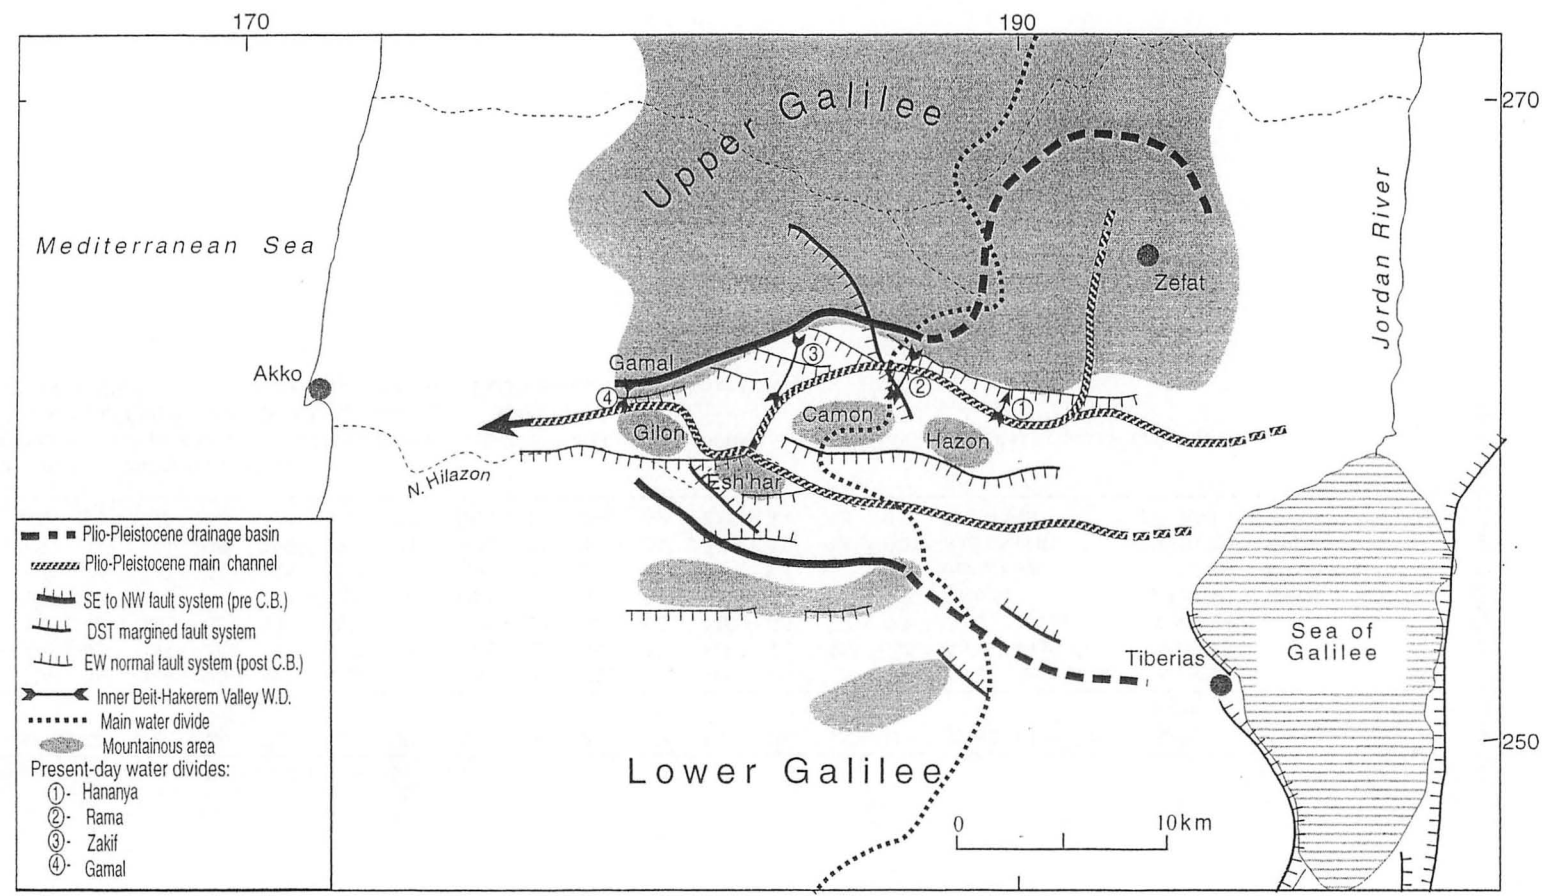 170
190
Upper Galilee
270
Mediterranean Sea
Jordan River
Zefat
Gamal
③
Akko
②
④
①
Camon
Gilon
Hazon
N. Hilazon
Esh'har
Plio-Pleistocene drainage basin
Plio-Pleistocene main channel
SE to NW fault system (pre C.B.)
DST margined fault system
EW normal fault system (post C.B.)
Inner Beit-Hakerem Valley W.D.
Main water divide
Mountainous area
Present-day water divides:
①- Hananya
②- Rama
③- Zakif
④- Gamal
Sea of
Galilee
Tiberias
250
Lower Galilee
0 10km